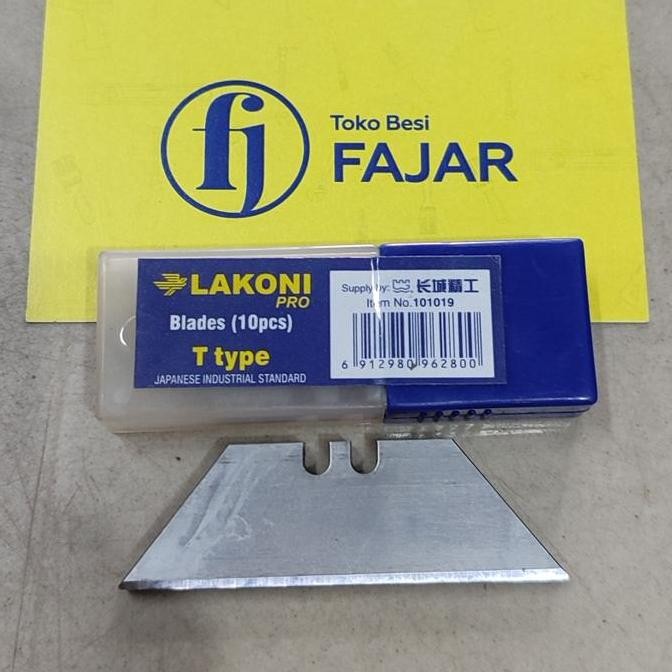 fj
Toko Besi
FAJAR
LAKONI
PRO
Blades (10pcs)
T type
JAPANESE INDUSTRIAL STANDARD
Supply by: 长城精工
Item No.101019
6 912980 962800